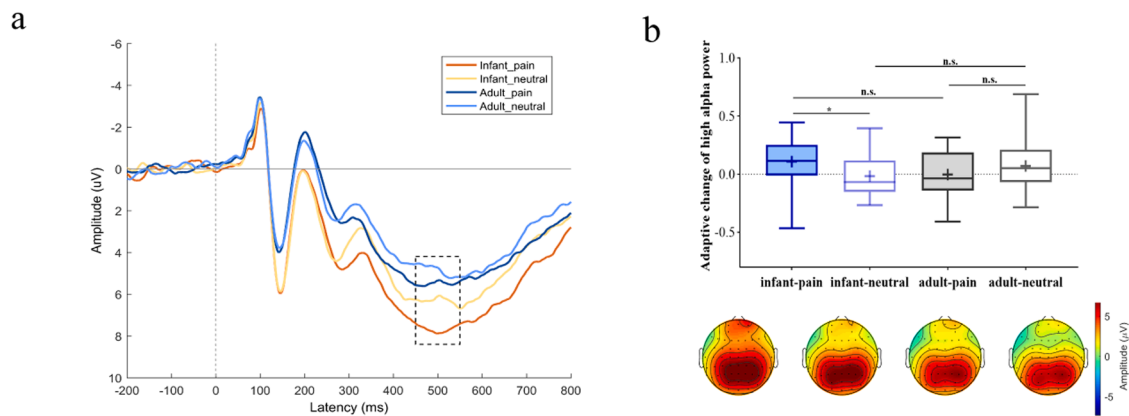 a
-6
-4
-2
0
2
4
6
8
10
Amplitude (uV)
-200
-100
0
100
200
300
400
500
600
700
800
Latency (ms)
Infant_pain
Infant_neutral
Adult_pain
Adult_neutral
b
Adaptive change of high alpha power
1.0
0.5
0.0
-0.5
n.s.
n.s.
n.s.
*
infant-pain
infant-neutral
adult-pain
adult-neutral
5
0
-5
Amplitude (μV)